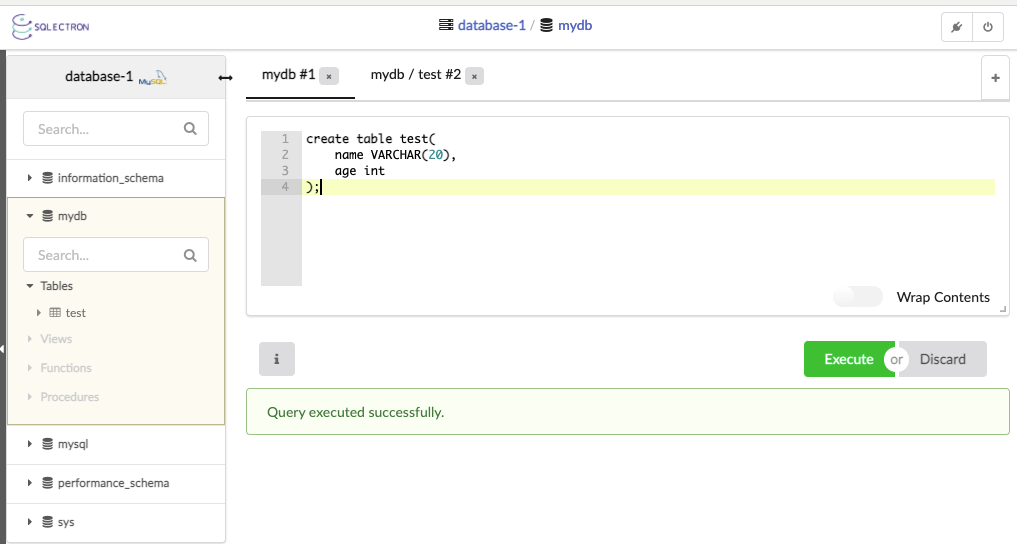 SQLECTRON
database-1 / mydb
database-1 MySQL
Search...
information_schema
mydb
Search...
Tables
test
Views
Functions
Procedures
mysql
performance_schema
sys
mydb #1 ×
mydb / test #2 ×
+
1 create table test(
2 name VARCHAR(20),
3 age int
4 );
Wrap Contents
i
Execute or Discard
Query executed successfully.